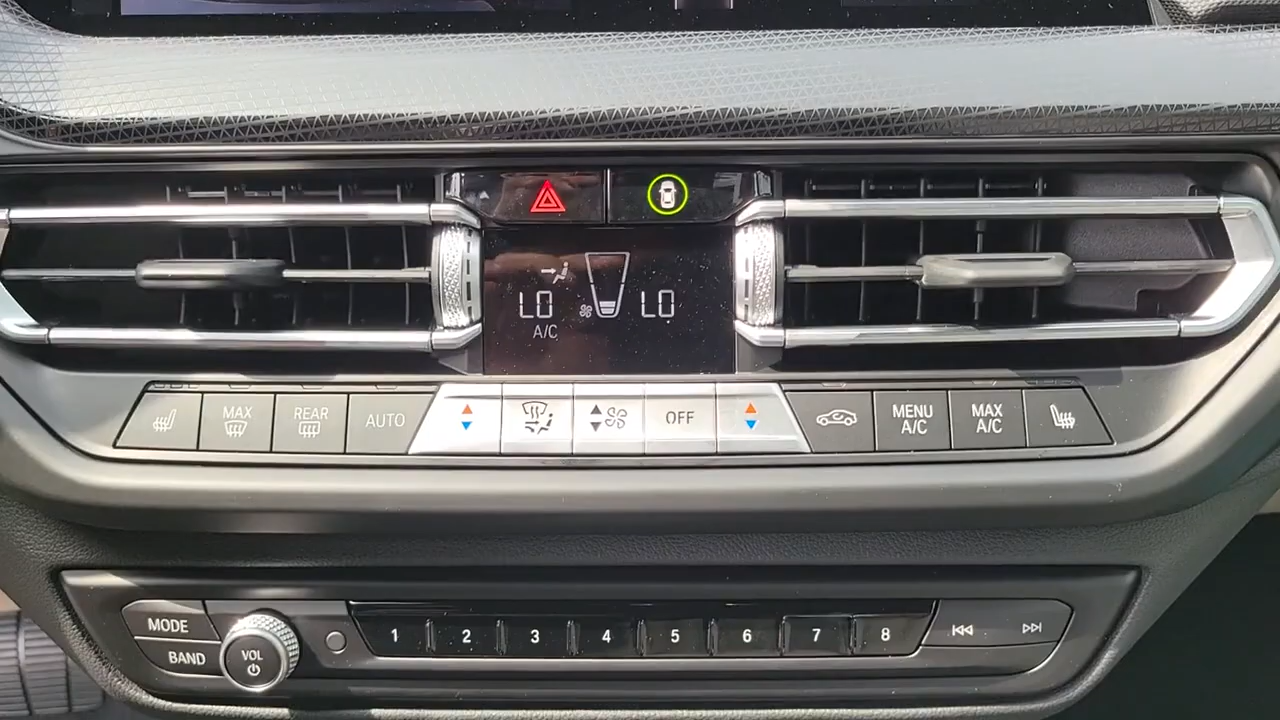 LO
LO
A/C
MAX
REAR
AUTO
OFF
MENU
A/C
MAX
A/C
MODE
BAND
VOL
1
2
3
4
5
6
7
8